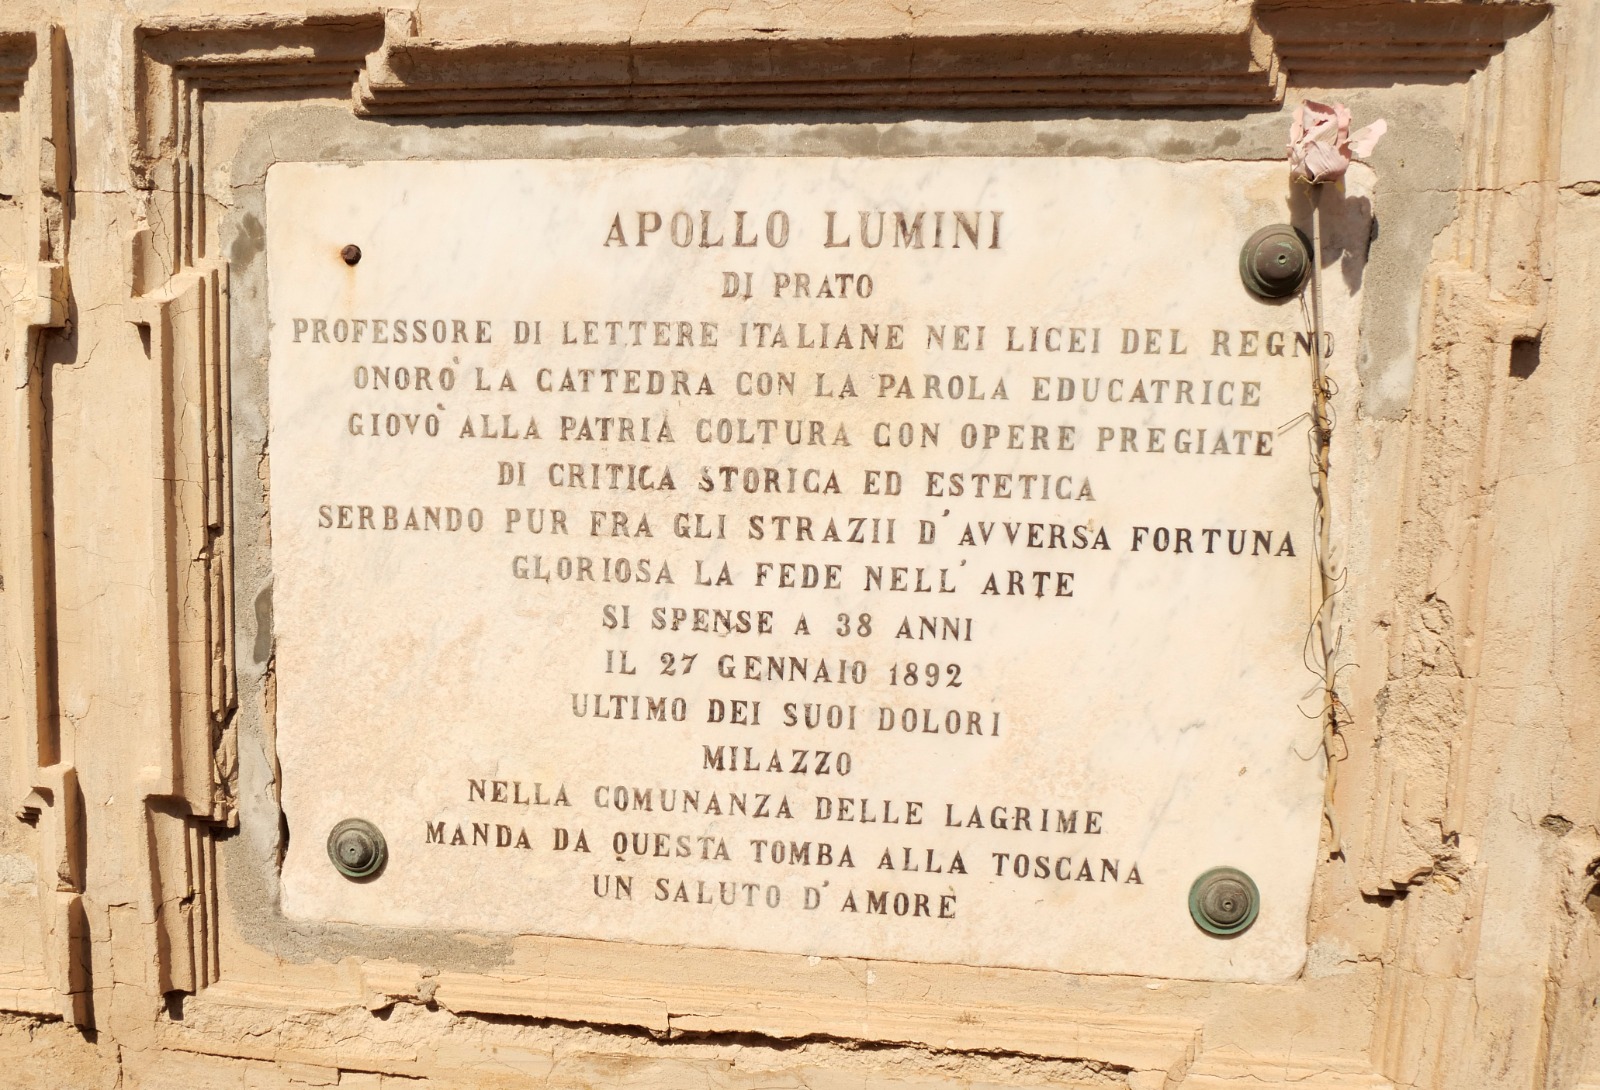 APOLLO LUMINI
DI PRATO
PROFESSORE DI LETTERE ITALIANE NEI LICEI DEL REGNO
ONORÒ LA CATTEDRA CON LA PAROLA EDUCATRICE
GIOVÒ ALLA PATRIA COLTURA CON OPERE PREGIATE
DI CRITICA STORICA ED ESTETICA
SERBANDO PUR FRA GLI STRAZII D'AVVERSA FORTUNA
GLORIOSA LA FEDE NELL'ARTE
SI SPENSE A 38 ANNI
IL 27 GENNAIO 1892
ULTIMO DEI SUOI DOLORI
MILAZZO
NELLA COMUNANZA DELLE LAGRIME
MANDA DA QUESTA TOMBA ALLA TOSCANA
UN SALUTO D'AMORE